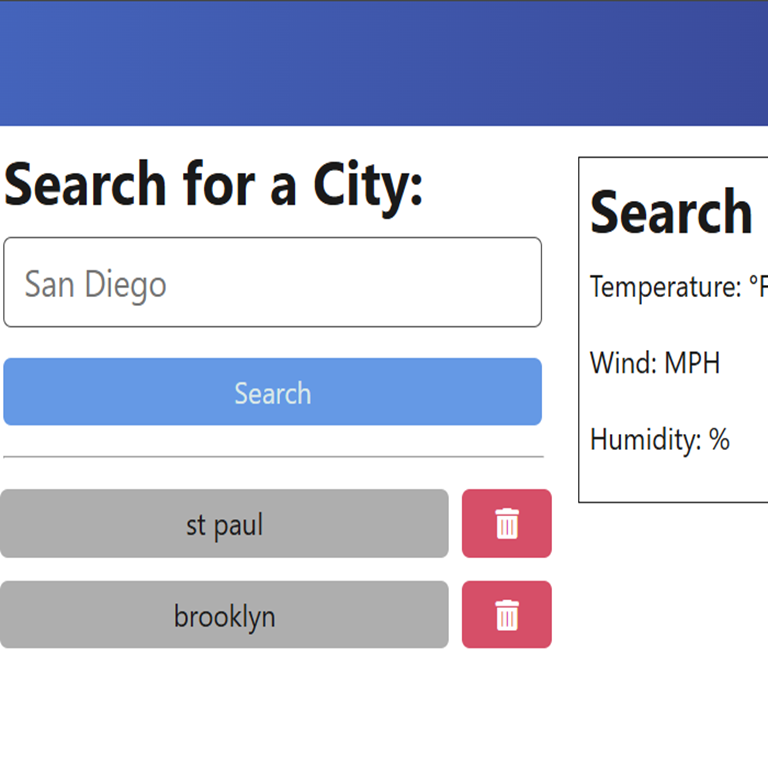 Search for a City:
San Diego
Search
st paul
brooklyn
Search
Temperature: °F
Wind: MPH
Humidity: %